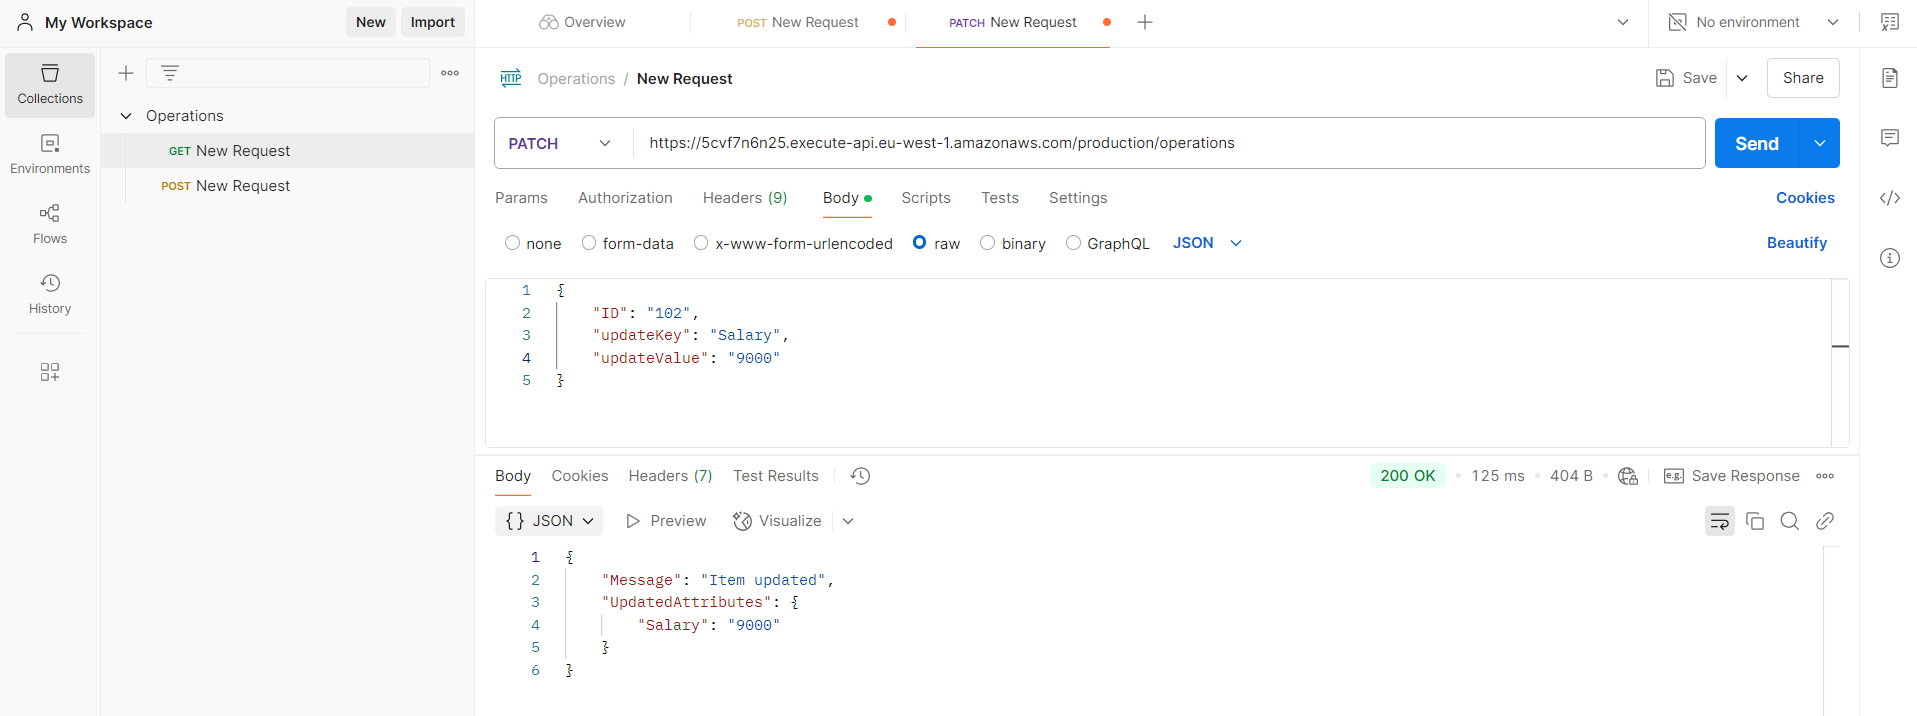 My Workspace New Import
Overview POST New Request PATCH New Request No environment
Collections
Environments
Flows
History
Operations
GET New Request
POST New Request
HTTP Operations / New Request Save Share
PATCH https://5cvf7n6n25.execute-api.eu-west-1.amazonaws.com/production/operations Send
Params Authorization Headers (9) Body Scripts Tests Settings Cookies
none form-data x-www-form-urlencoded raw binary GraphQL JSON Beautify
1 {
2 "ID": "102",
3 "updateKey": "Salary",
4 "updateValue": "9000"
5 }
Body Cookies Headers (7) Test Results 200 OK 125 ms 404 B e.g. Save Response
{} JSON Preview Visualize
1 {
2 "Message": "Item updated",
3 "UpdatedAttributes": {
4 "Salary": "9000"
5 }
6 }